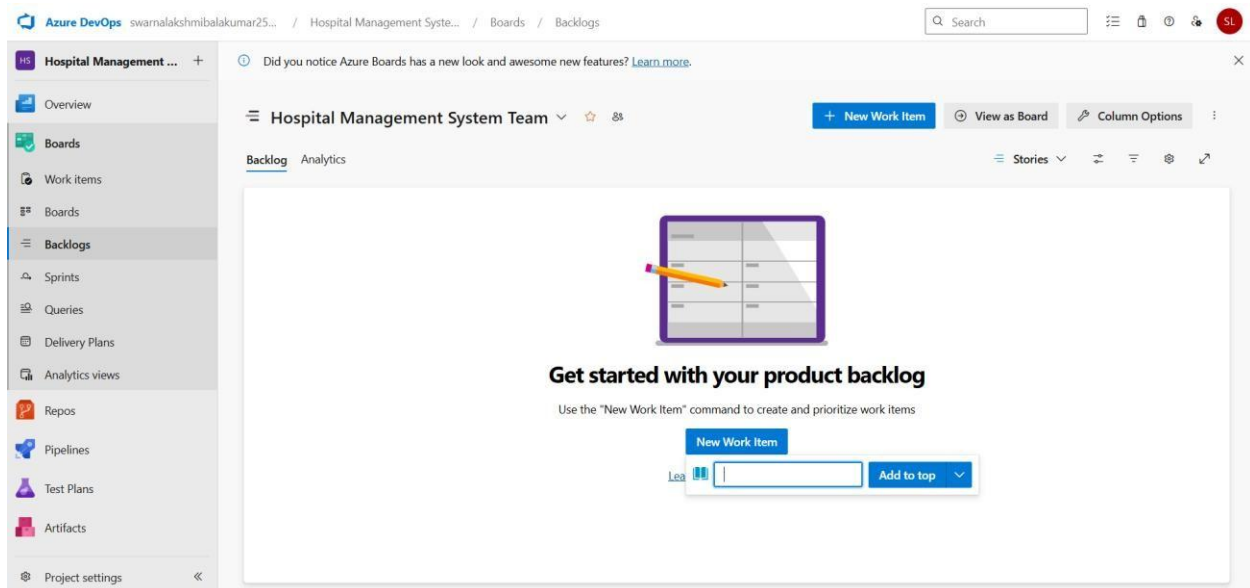 Azure DevOps swarnalakshmibalakumar25... / Hospital Management Syste... / Boards / Backlogs
Search
SL
HS Hospital Management ... +
Did you notice Azure Boards has a new look and awesome new features? Learn more.
Overview
Boards
Work items
Boards
Backlogs
Sprints
Queries
Delivery Plans
Analytics views
Repos
Pipelines
Test Plans
Artifacts
Project settings
Hospital Management System Team
+ New Work Item
View as Board
Column Options
Backlog Analytics
Stories
Get started with your product backlog
Use the "New Work Item" command to create and prioritize work items
New Work Item
Lea
Add to top